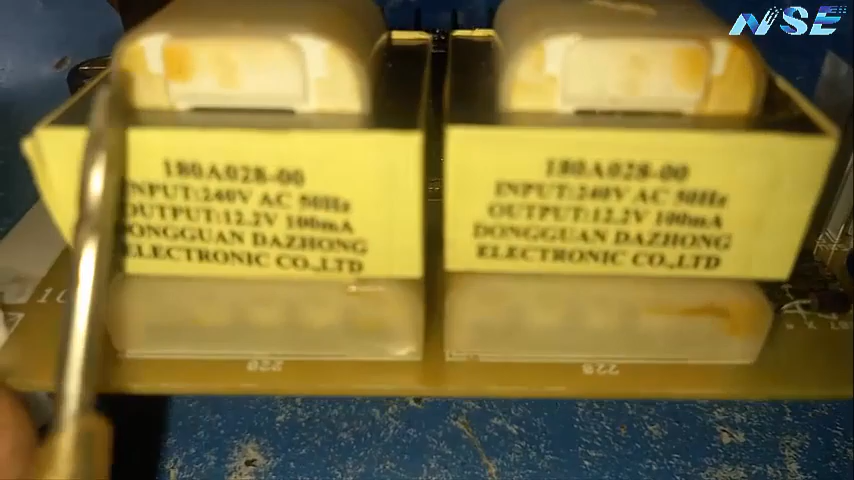 NSE
180A028-00
INPUT:240V AC 50Hz
OUTPUT:12.2V 100mA
DONGGUAN DAZHONG
ELECTRONIC CO.,LTD
180A028-00
INPUT:240V AC 50Hz
OUTPUT:12.2V 100mA
DONGGUAN DAZHONG
ELECTRONIC CO.,LTD